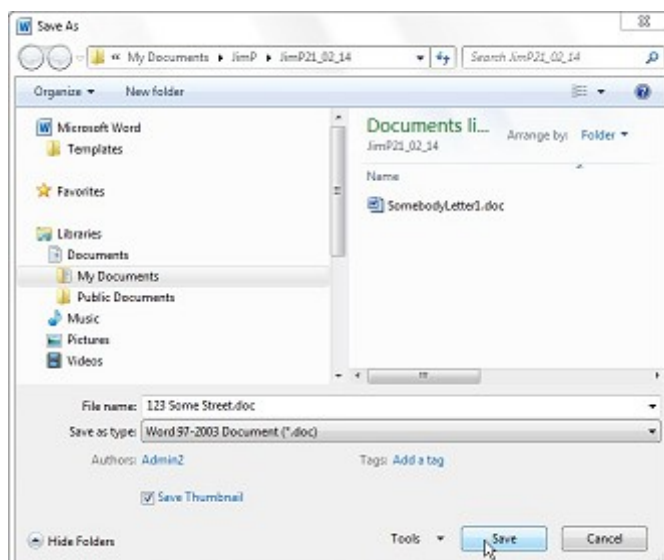 Save As
« My Documents JimP JimP21_02_14
Search JimP21_02_14
Organize New folder
Microsoft Word
Templates
Favorites
Libraries
Documents
My Documents
Public Documents
Music
Pictures
Videos
Documents li...
JimP21_02_14
Arrange by: Folder
Name
SomebodyLetter1.doc
File name: 123 Some Street.doc
Save as type: Word 97-2003 Document (*.doc)
Authors: Admin2 Tags: Add a tag
Save Thumbnail
Hide Folders Tools Save Cancel